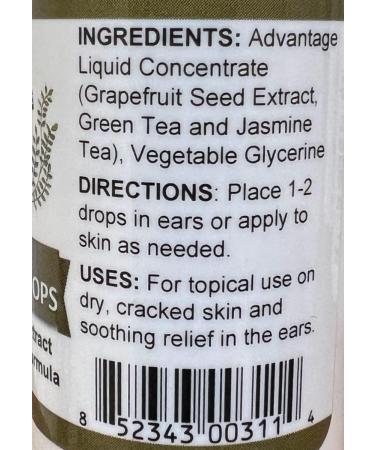 INGREDIENTS: Advantage
Liquid Concentrate
(Grapefruit Seed Extract,
Green Tea and Jasmine
Tea), Vegetable Glycerine
DIRECTIONS: Place 1-2
drops in ears or apply to
skin as needed.
USES: For topical use on
dry, cracked skin and
soothing relief in the ears.
OPS
tract
rmula
8 52343 00311 4